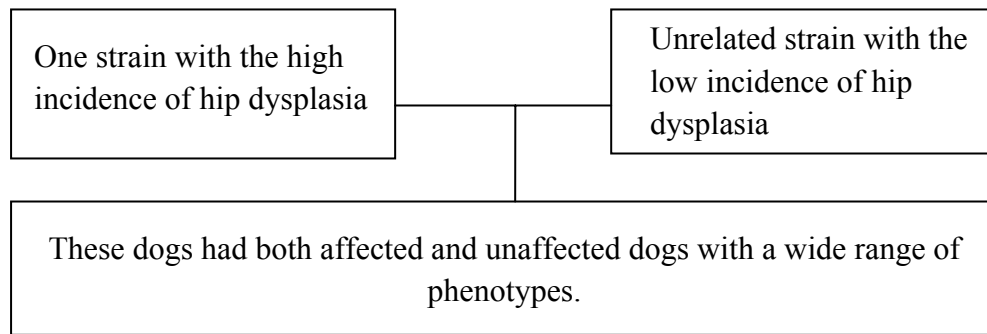 One strain with the high
incidence of hip dysplasia
Unrelated strain with the
low incidence of hip
dysplasia
These dogs had both affected and unaffected dogs with a wide range of
phenotypes.